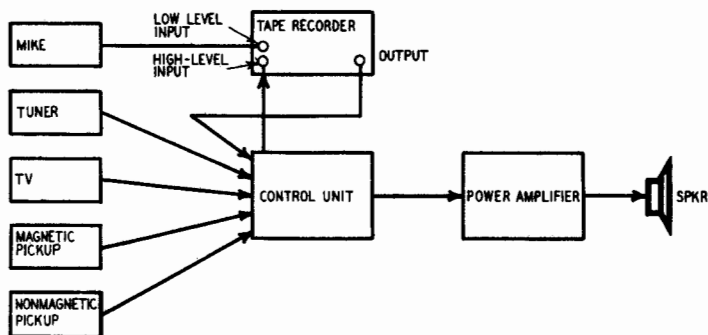 LOW LEVEL
INPUT
TAPE RECORDER
MIKE
HIGH-LEVEL
INPUT
OUTPUT
TUNER
TV
CONTROL UNIT
POWER AMPLIFIER
SPKR
MAGNETIC
PICKUP
NONMAGNETIC
PICKUP